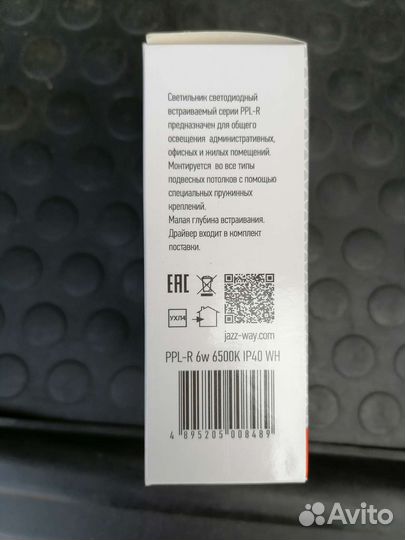 Светильник светодиодный
встраиваемый серии PPL-R
предназначен для общего
освещения административных,
офисных и жилых помещений.
Монтируется во все типы
подвесных потолков с помощью
специальных пружинных
креплений.
Малая глубина встраивания.
Драйвер входит в комплект
поставки.
EAC
УХЛ4
jazz-way.com
PPL-R 6w 6500K IP40 WH
4 895205 008489
Avito